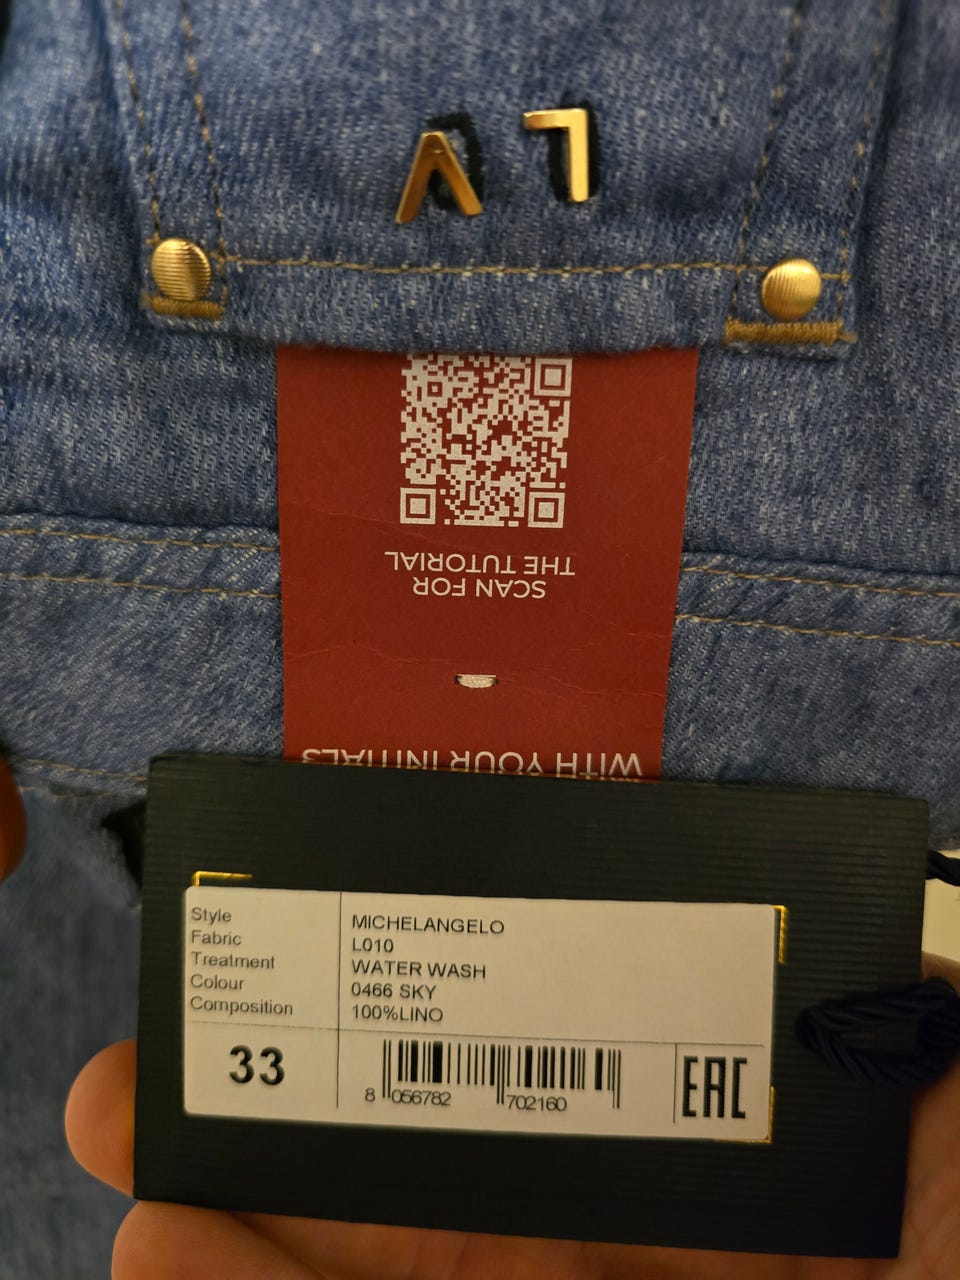 L V
WITH YOUR INITIALS
SCAN FOR
THE TUTORIAL
Style MICHELANGELO
Fabric L010
Treatment WATER WASH
Colour 0466 SKY
Composition 100%LINO
33
8 056782 702160
EAC